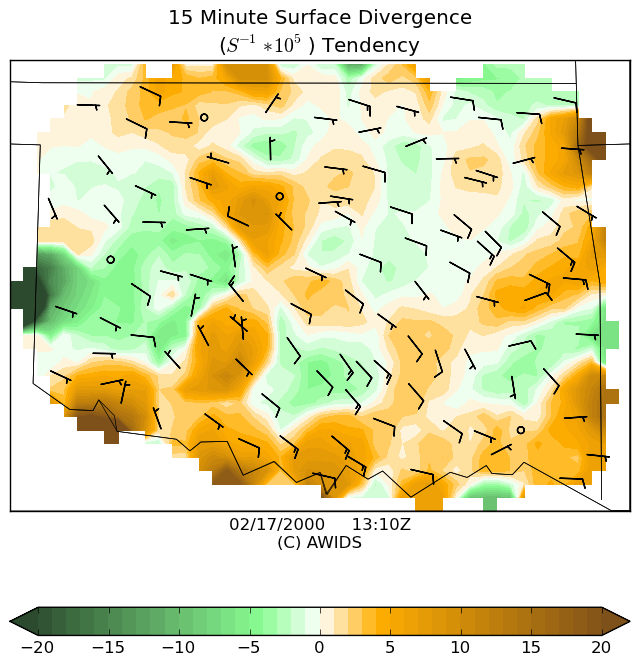 15 Minute Surface Divergence
(S⁻¹ *10⁵ ) Tendency
02/17/2000 13:10Z
(C) AWIDS
−20 −15 −10 −5 0 5 10 15 20